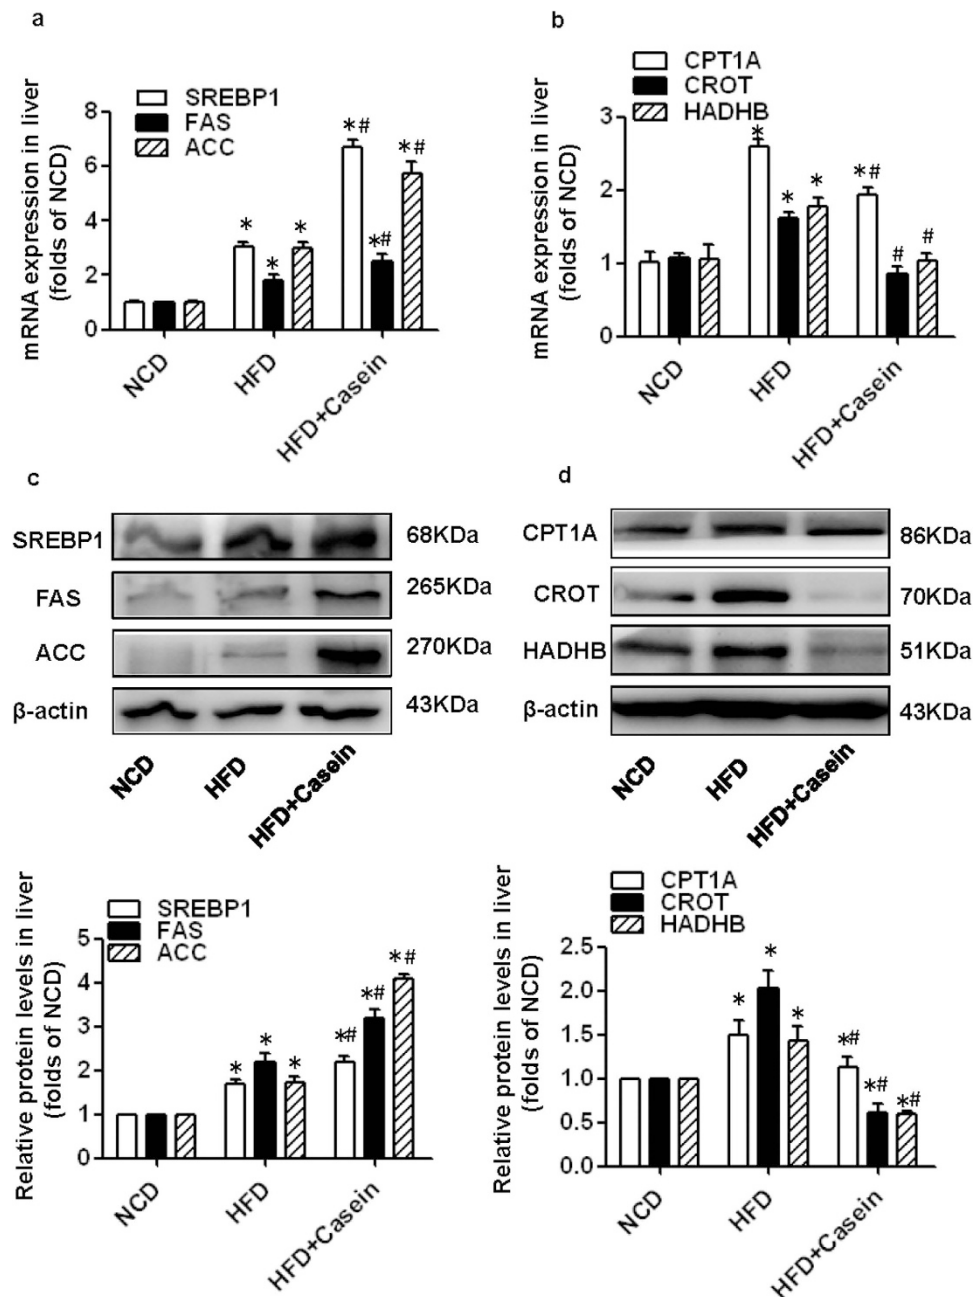 a
SREBP1
FAS
ACC
mRNA expression in liver
(folds of NCD)
8
6
4
2
0
*
*
*
*#
*#
*#
NCD
HFD
HFD+Casein
b
CPT1A
CROT
HADHB
mRNA expression in liver
(folds of NCD)
3
2
1
0
*
*
*
*#
#
#
NCD
HFD
HFD+Casein
c
SREBP1
68KDa
FAS
265KDa
ACC
270KDa
β-actin
43KDa
NCD
HFD
HFD+Casein
d
CPT1A
86KDa
CROT
70KDa
HADHB
51KDa
β-actin
43KDa
NCD
HFD
HFD+Casein
SREBP1
FAS
ACC
Relative protein levels in liver
(folds of NCD)
5
4
3
2
1
0
*
*
*
*#
*#
*#
NCD
HFD
HFD+Casein
CPT1A
CROT
HADHB
Relative protein levels in liver
(folds of NCD)
2.5
2.0
1.5
1.0
0.5
0.0
*
*
*
*#
*#
*#
NCD
HFD
HFD+Casein